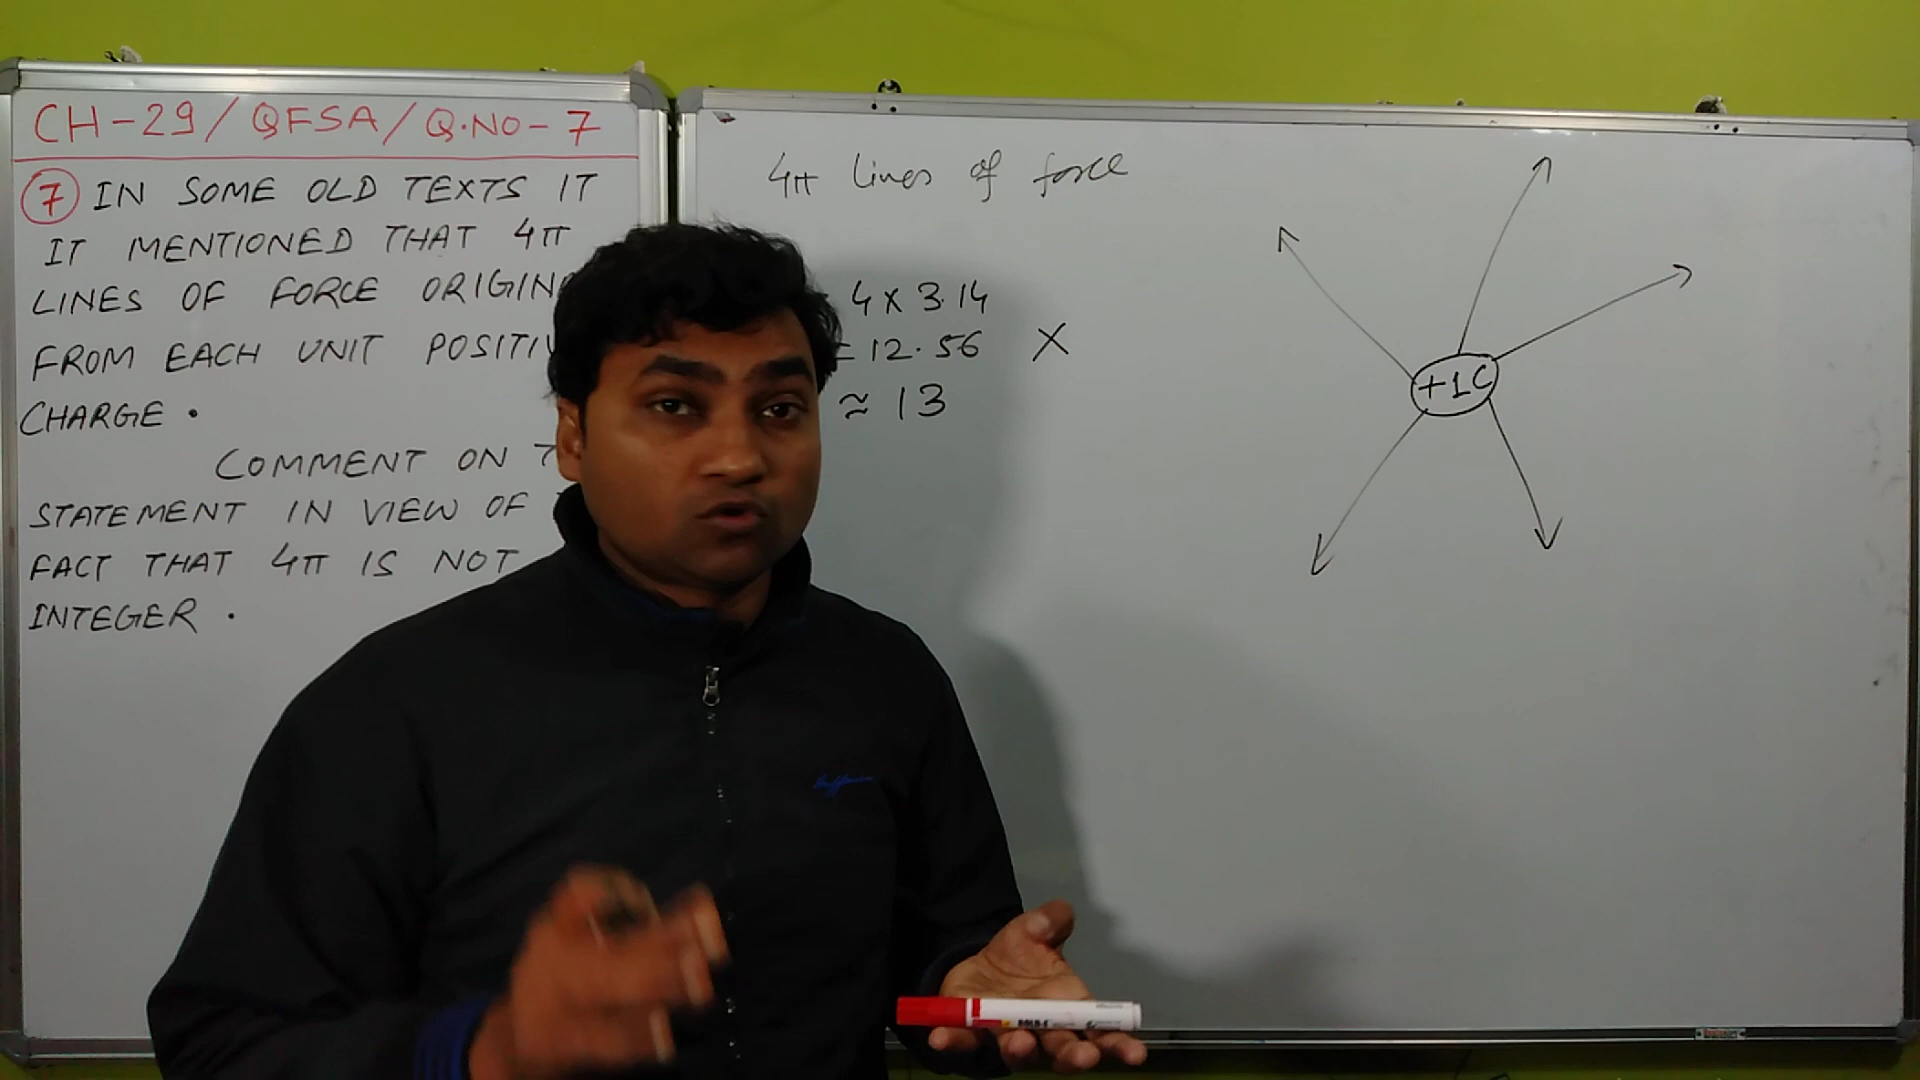 CH-29/QFSA/Q.NO-7
7 IN SOME OLD TEXTS IT
IT MENTIONED THAT 4π
LINES OF FORCE ORIGIN
FROM EACH UNIT POSITIV
CHARGE.
COMMENT ON T
STATEMENT IN VIEW OF
FACT THAT 4π IS NOT
INTEGER.
4π lines of force
4 x 3.14
= 12.56 X
≈ 13
+1C